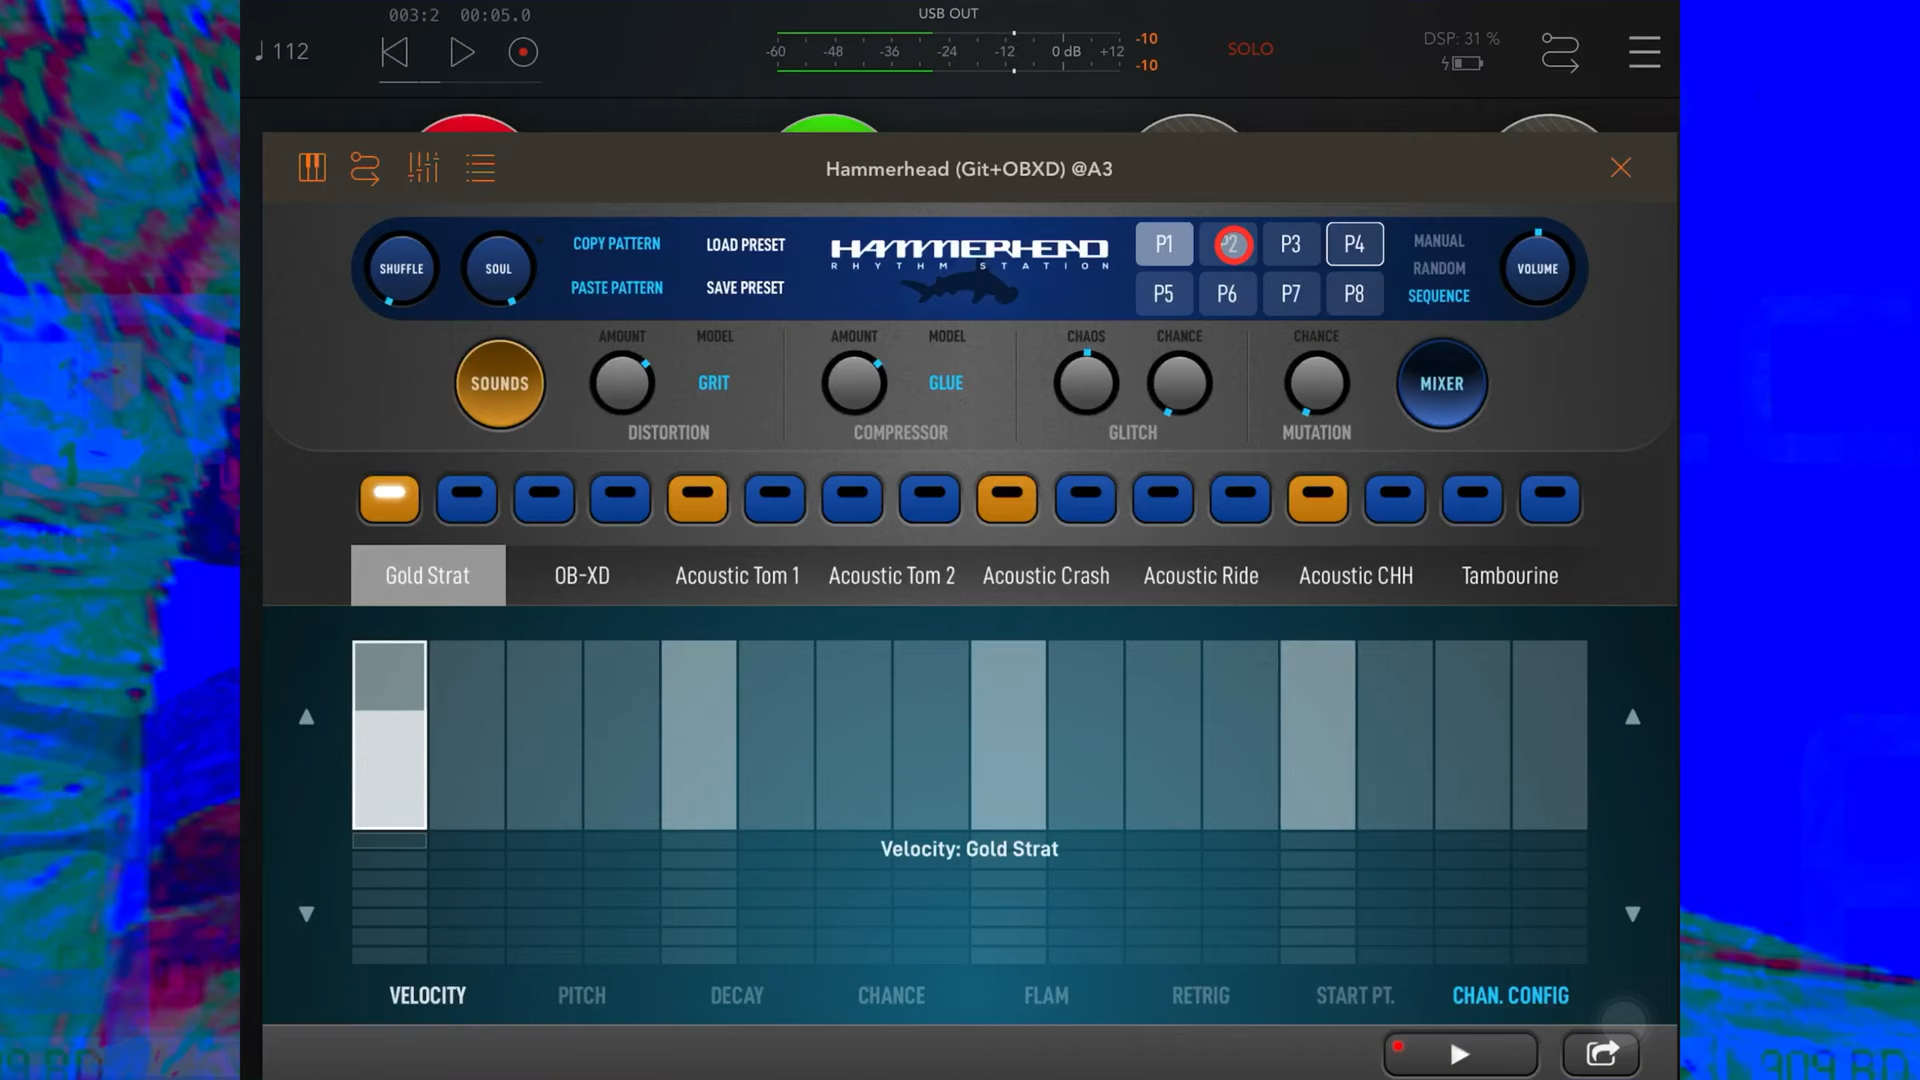 003:2 00:05.0
USB OUT
112
-60 -48 -36 -24 -12 0 dB +12
-10
-10
SOLO
DSP: 31 %
Hammerhead (Git+OBXD) @A3
SHUFFLE
SOUL
COPY PATTERN
PASTE PATTERN
LOAD PRESET
SAVE PRESET
HAMMERHEAD
RHYTHM STATION
P1 P2 P3 P4
P5 P6 P7 P8
MANUAL
RANDOM
SEQUENCE
VOLUME
SOUNDS
AMOUNT MODEL
GRIT
DISTORTION
AMOUNT MODEL
GLUE
COMPRESSOR
CHAOS CHANCE
GLITCH
CHANCE
MUTATION
MIXER
Gold Strat OB-XD Acoustic Tom 1 Acoustic Tom 2 Acoustic Crash Acoustic Ride Acoustic CHH Tambourine
Velocity: Gold Strat
VELOCITY PITCH DECAY CHANCE FLAM RETRIG START PT. CHAN. CONFIG